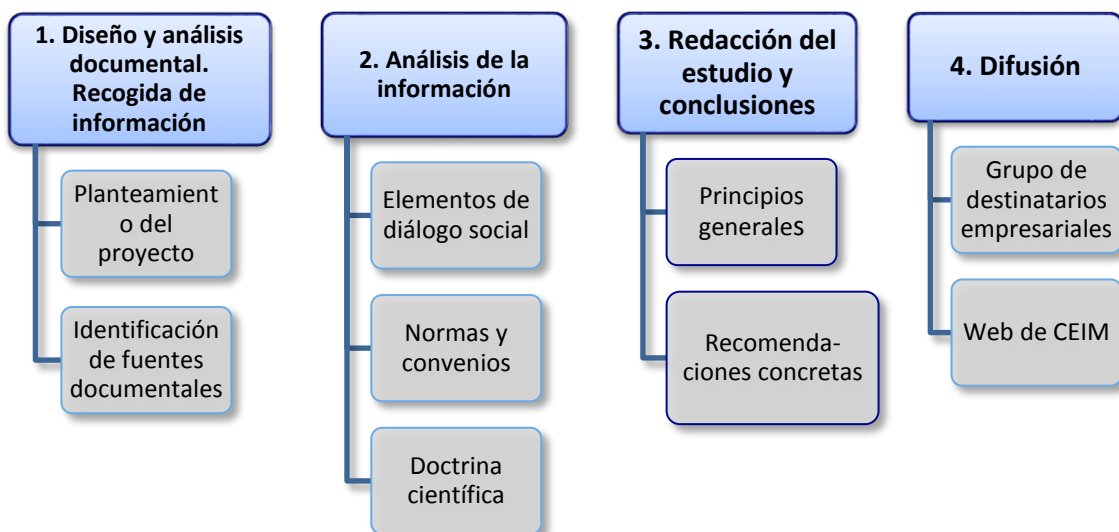 1. Diseño y análisis
documental.
Recogida de
información
Planteamient
o del
proyecto
Identificación
de fuentes
documentales
2. Análisis de la
información
Elementos de
diálogo social
Normas y
convenios
Doctrina
científica
3. Redacción del
estudio y
conclusiones
Principios
generales
Recomenda-
ciones concretas
4. Difusión
Grupo de
destinatarios
empresariales
Web de CEIM